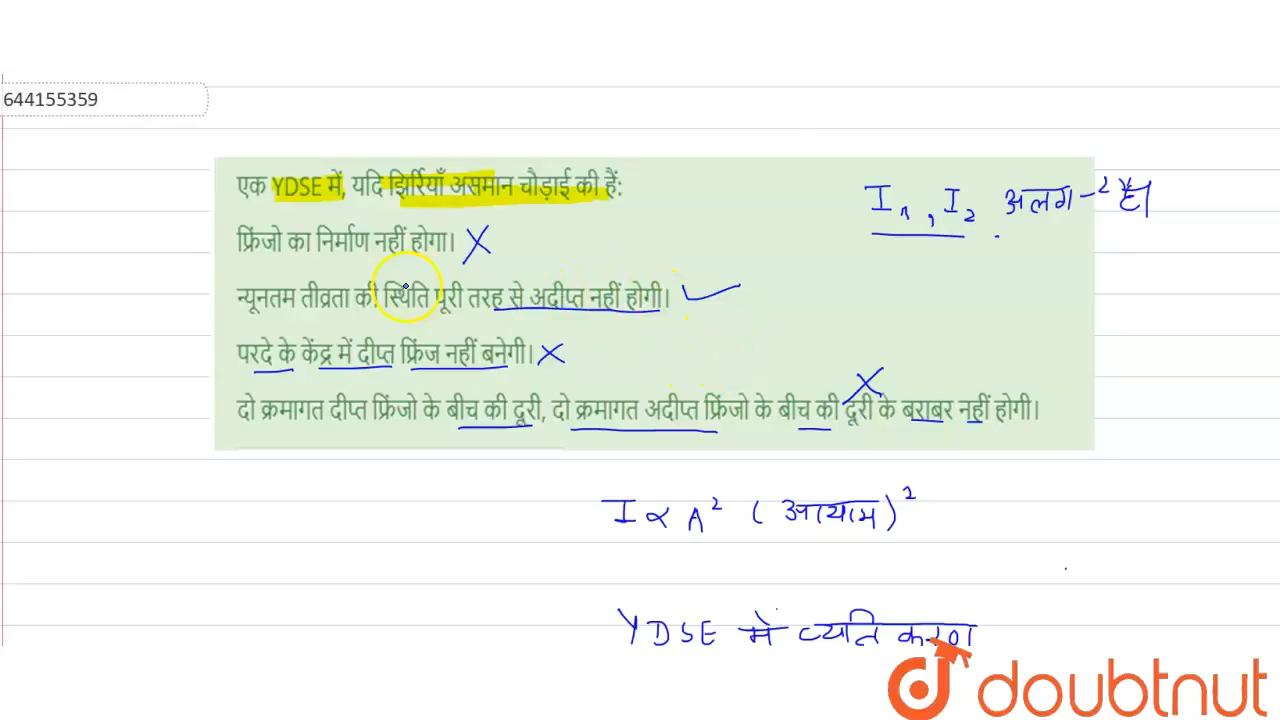 644155359
एक YDSE में, यदि झिर्रियाँ असमान चौड़ाई की हैं:
I₁, I₂ अलग-2 है।
फ्रिंजो का निर्माण नहीं होगा।
न्यूनतम तीव्रता की स्थिति पूरी तरह से अदीप्त नहीं होगी।
परदे के केंद्र में दीप्त फ्रिंज नहीं बनेगी।
दो क्रमागत दीप्त फ्रिंजो के बीच की दूरी, दो क्रमागत अदीप्त फ्रिंजो के बीच की दूरी के बराबर नहीं होगी।
I ∝ A² (आयाम)²
YDSE में व्यतिकरण
doubtnut